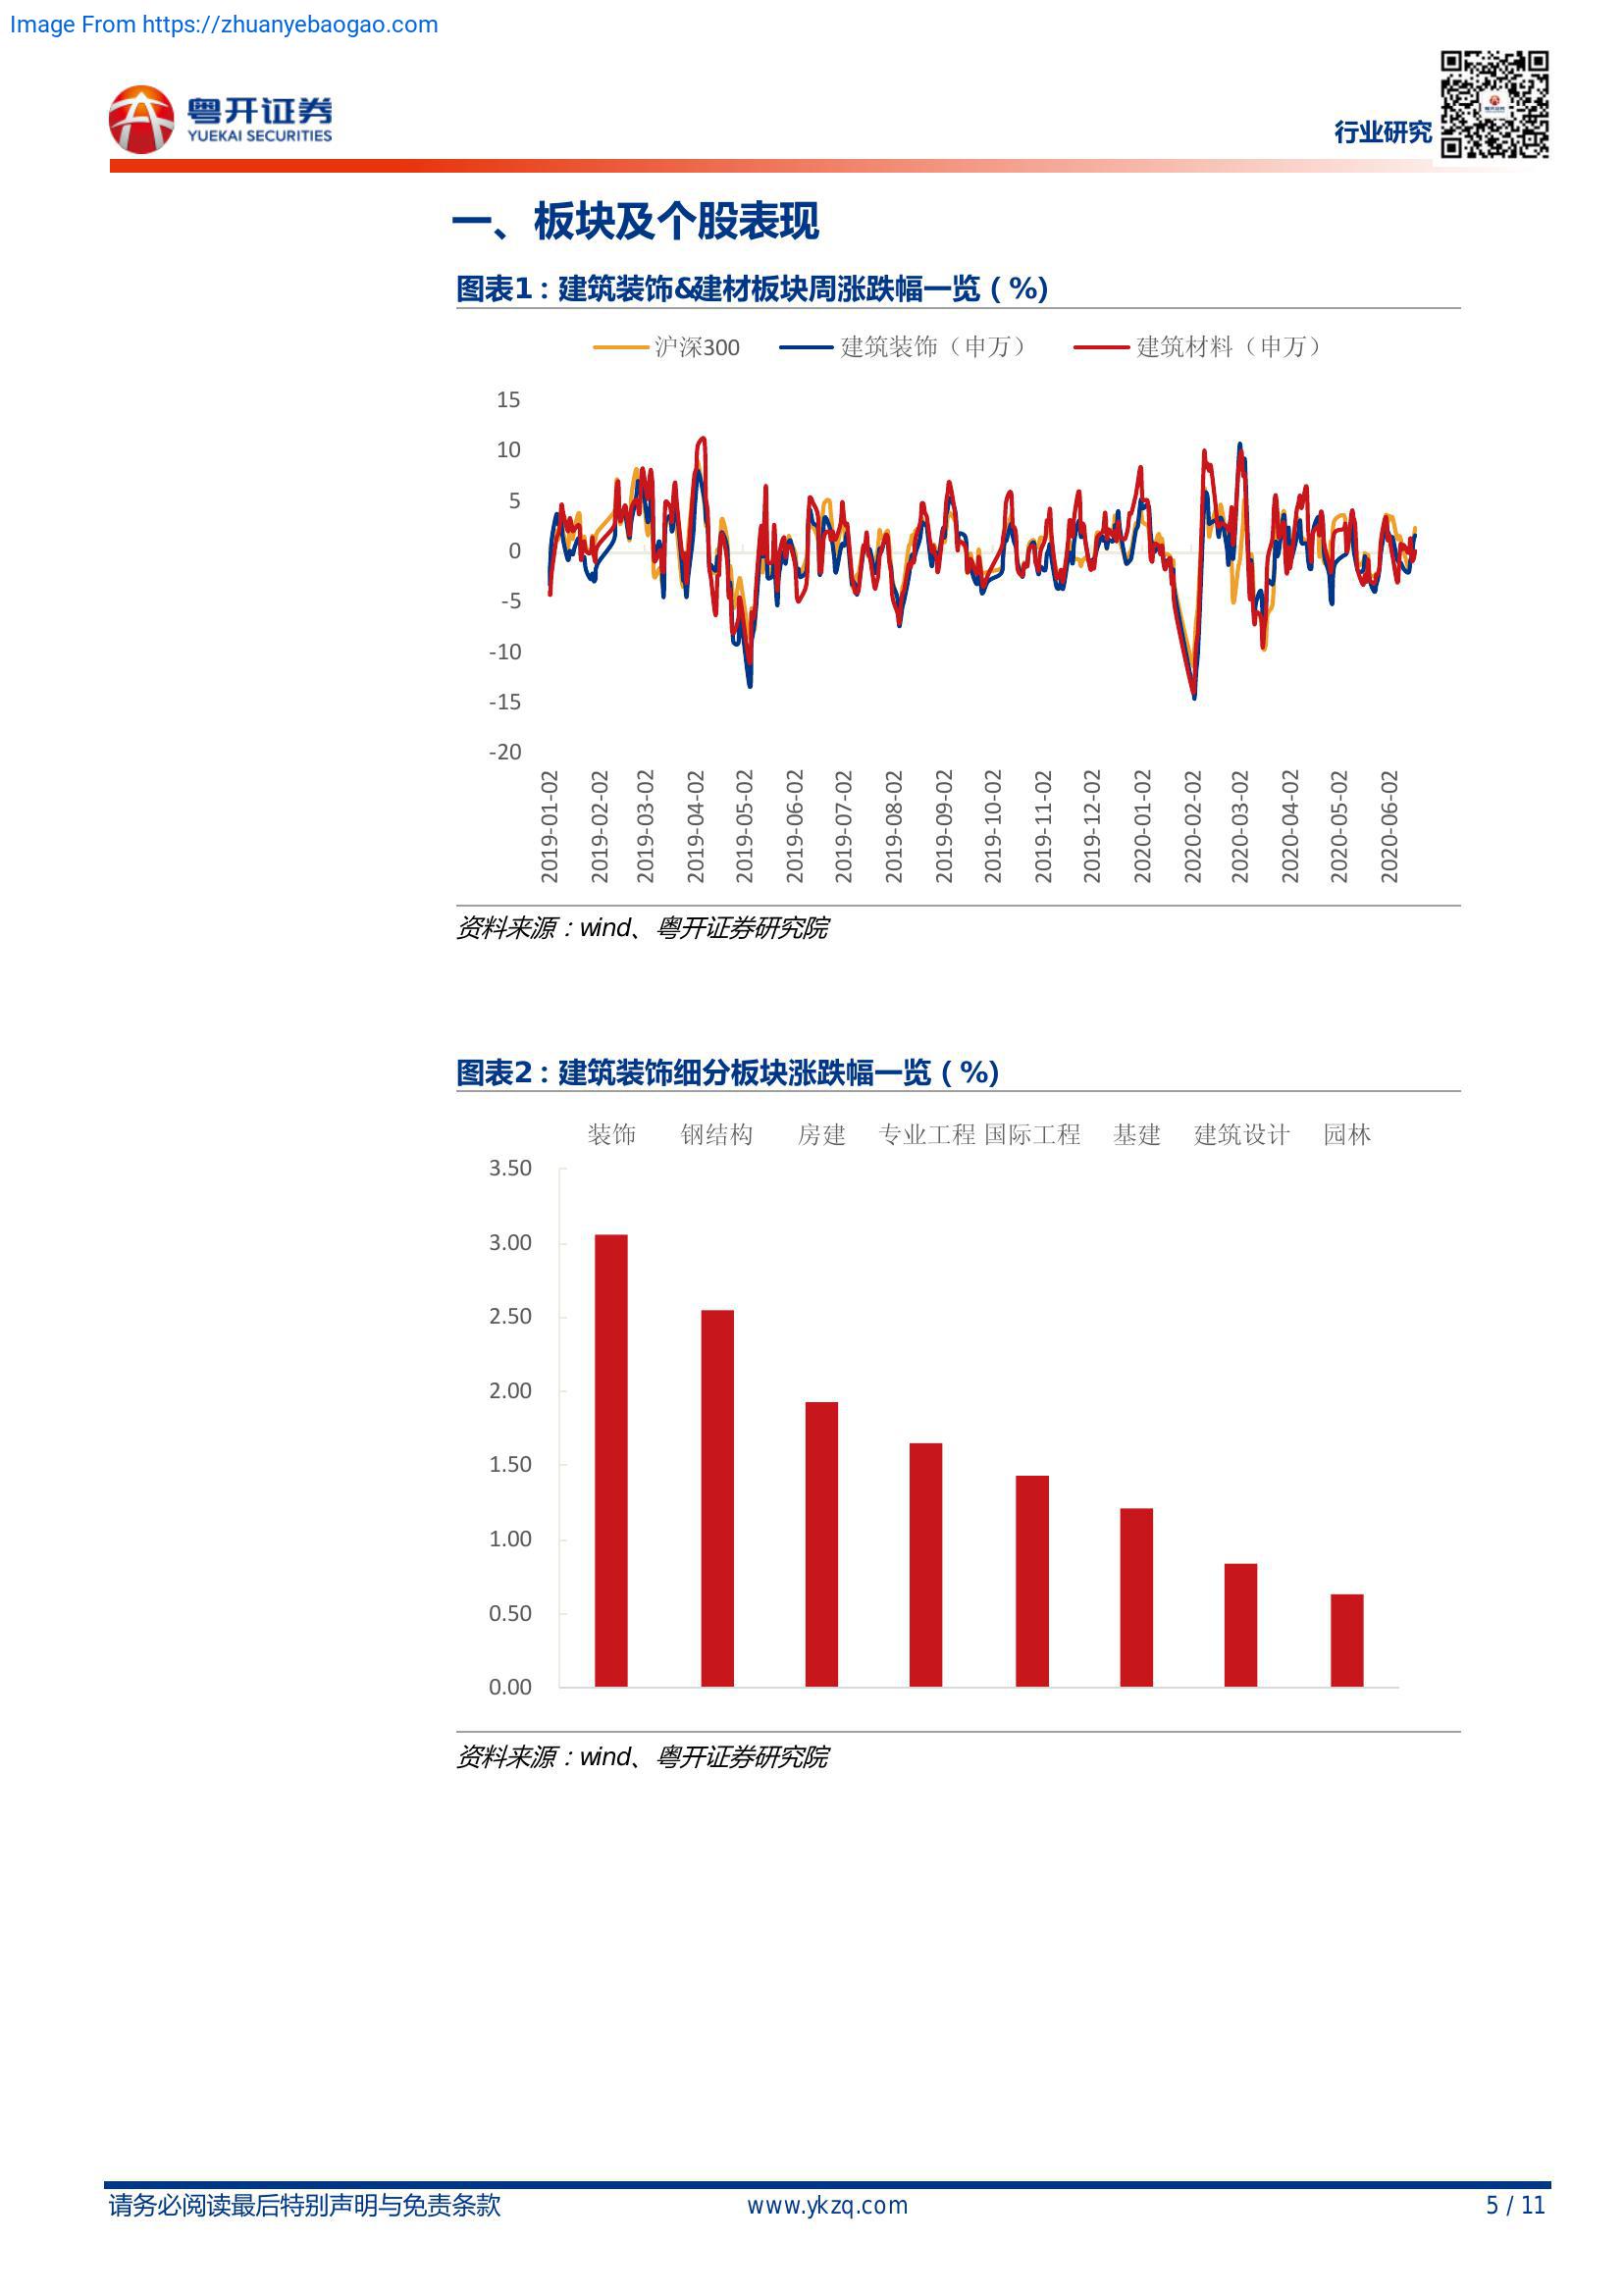 Image From https://zhuanyebaogao.com
粤开证券
YUEKAI SECURITIES
行业研究
一、板块及个股表现
图表1：建筑装饰&建材板块周涨跌幅一览（%）
沪深300 建筑装饰（申万） 建筑材料（申万）
15
10
5
0
-5
-10
-15
-20
2019-01-02 2019-02-02 2019-03-02 2019-04-02 2019-05-02 2019-06-02 2019-07-02 2019-08-02 2019-09-02 2019-10-02 2019-11-02 2019-12-02 2020-01-02 2020-02-02 2020-03-02 2020-04-02 2020-05-02 2020-06-02
资料来源：wind、粤开证券研究院
图表2：建筑装饰细分板块涨跌幅一览（%）
装饰 钢结构 房建 专业工程 国际工程 基建 建筑设计 园林
3.50
3.00
2.50
2.00
1.50
1.00
0.50
0.00
资料来源：wind、粤开证券研究院
请务必阅读最后特别声明与免责条款 www.ykzq.com 5 / 11